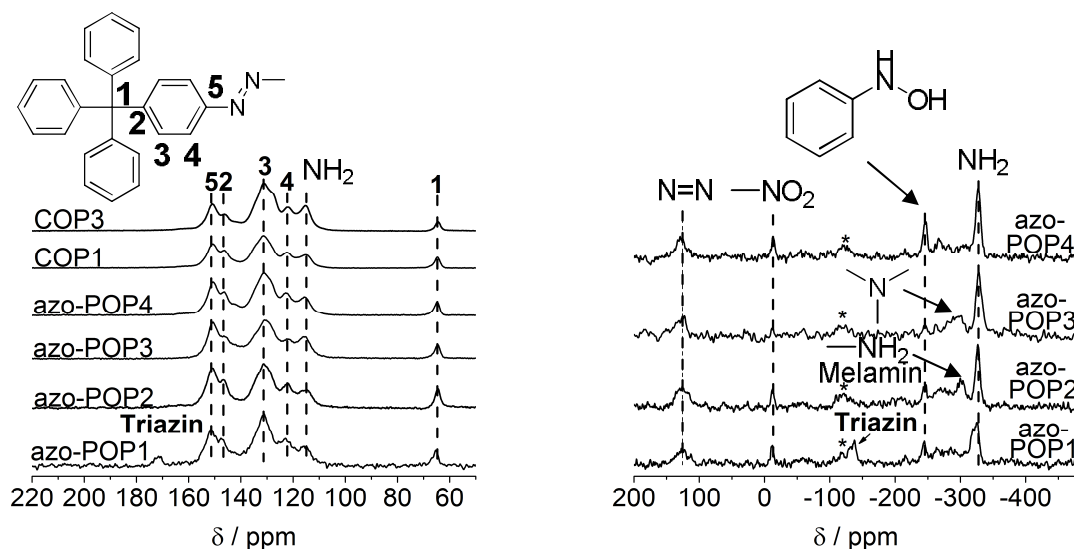 1
2
3 4
5
N
N
52
3
4
NH2
1
COP3
COP1
azo-POP4
azo-POP3
azo-POP2
Triazin
azo-POP1
220 200 180 160 140 120 100 80 60
δ / ppm
H
N
OH
N=N
—NO2
NH2
*
azo-
POP4
N
*
azo-
POP3
—NH2
Melamin
*
azo-
POP2
Triazin
*
azo-
POP1
200 100 0 -100 -200 -300 -400
δ / ppm